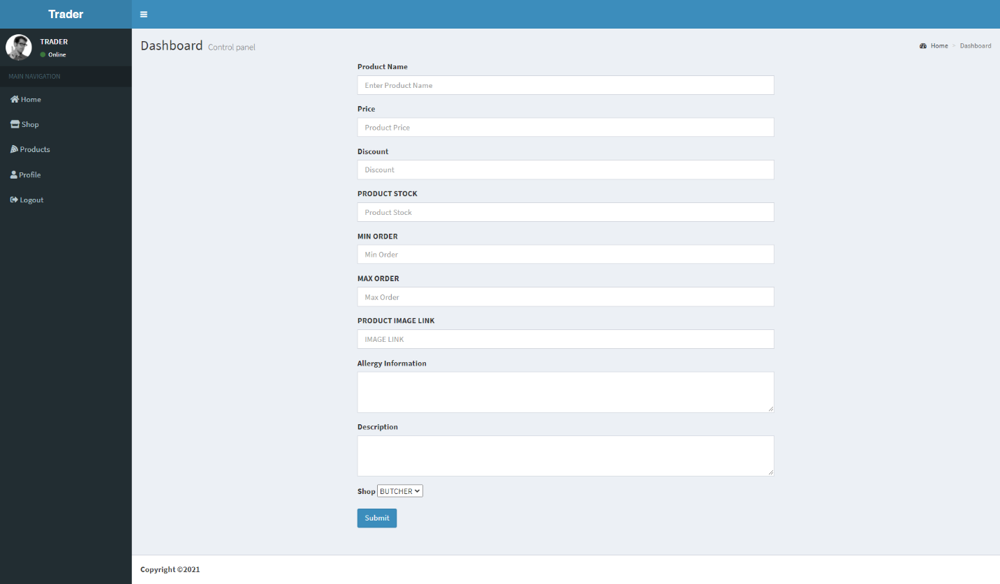 Trader
TRADER
Online
MAIN NAVIGATION
Home
Shop
Products
Profile
Logout
Dashboard Control panel
Home > Dashboard
Product Name
Enter Product Name
Price
Product Price
Discount
Discount
PRODUCT STOCK
Product Stock
MIN ORDER
Min Order
MAX ORDER
Max Order
PRODUCT IMAGE LINK
IMAGE LINK
Allergy Information
Description
Shop BUTCHER
Submit
Copyright ©2021